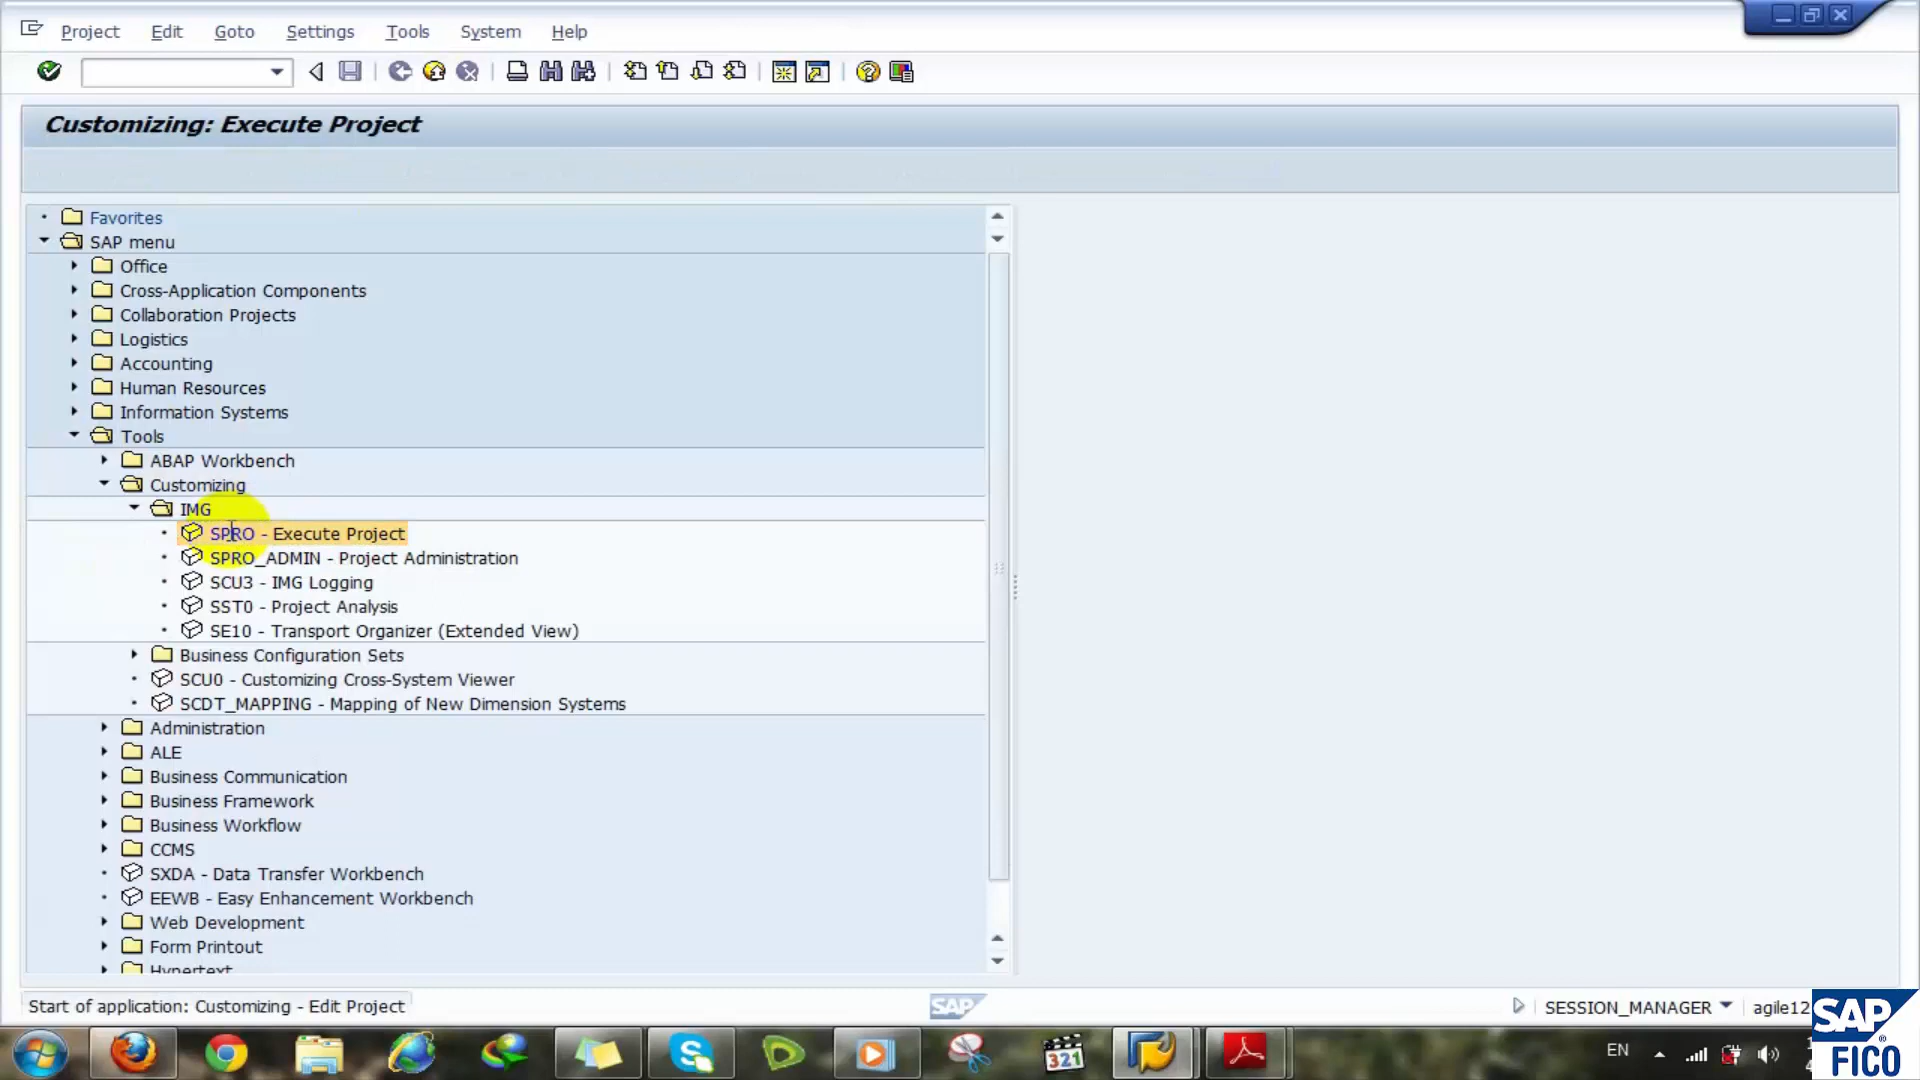 Project Edit Goto Settings Tools System Help
Customizing: Execute Project
Favorites
SAP menu
Office
Cross-Application Components
Collaboration Projects
Logistics
Accounting
Human Resources
Information Systems
Tools
ABAP Workbench
Customizing
IMG
SPRO - Execute Project
SPRO_ADMIN - Project Administration
SCU3 - IMG Logging
SST0 - Project Analysis
SE10 - Transport Organizer (Extended View)
Business Configuration Sets
SCU0 - Customizing Cross-System Viewer
SCDT_MAPPING - Mapping of New Dimension Systems
Administration
ALE
Business Communication
Business Framework
Business Workflow
CCMS
SXDA - Data Transfer Workbench
EEWB - Easy Enhancement Workbench
Web Development
Form Printout
Hypertext
Start of application: Customizing - Edit Project
SAP
SESSION_MANAGER
agile12
SAP
FICO
321
EN